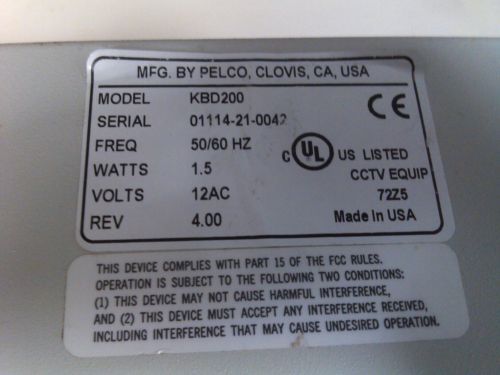 MFG. BY PELCO, CLOVIS, CA, USA
MODEL KBD200
SERIAL 01114-21-0042
FREQ 50/60 HZ
WATTS 1.5
VOLTS 12AC
REV 4.00
CE
C UL US LISTED
CCTV EQUIP
72Z5
Made In USA
THIS DEVICE COMPLIES WITH PART 15 OF THE FCC RULES.
OPERATION IS SUBJECT TO THE FOLLOWING TWO CONDITIONS:
(1) THIS DEVICE MAY NOT CAUSE HARMFUL INTERFERENCE,
AND (2) THIS DEVICE MUST ACCEPT ANY INTERFERENCE RECEIVED,
INCLUDING INTERFERENCE THAT MAY CAUSE UNDESIRED OPERATION.